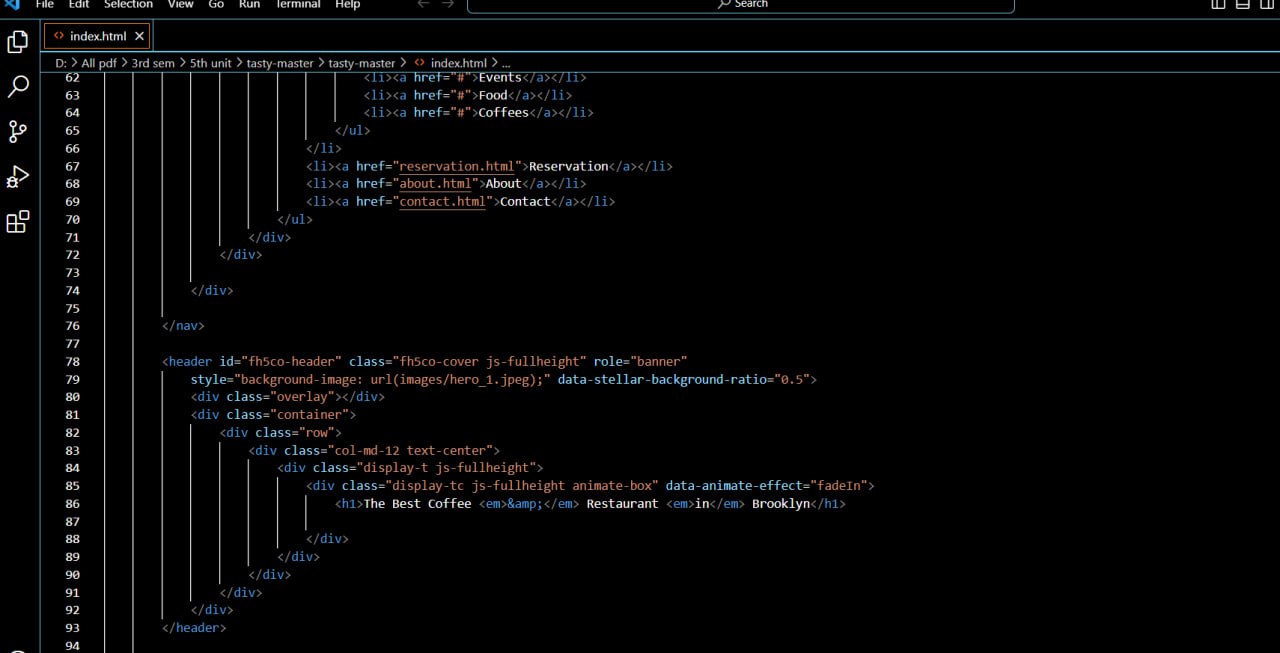 File Edit Selection View Go Run Terminal Help Search
index.html
D: > All pdf > 3rd sem > 5th unit > tasty-master > tasty-master > <> index.html > ...
62 <li><a href="#">Events</a></li>
63 <li><a href="#">Food</a></li>
64 <li><a href="#">Coffees</a></li>
65 </ul>
66 </li>
67 <li><a href="reservation.html">Reservation</a></li>
68 <li><a href="about.html">About</a></li>
69 <li><a href="contact.html">Contact</a></li>
70 </ul>
71 </div>
72 </div>
73
74 </div>
75
76 </nav>
77
78 <header id="fh5co-header" class="fh5co-cover js-fullheight" role="banner"
79 style="background-image: url(images/hero_1.jpeg);" data-stellar-background-ratio="0.5">
80 <div class="overlay"></div>
81 <div class="container">
82 <div class="row">
83 <div class="col-md-12 text-center">
84 <div class="display-t js-fullheight">
85 <div class="display-tc js-fullheight animate-box" data-animate-effect="fadeIn">
86 <h1>The Best Coffee <em>&amp;</em> Restaurant <em>in</em> Brooklyn</h1>
87
88 </div>
89 </div>
90 </div>
91 </div>
92 </div>
93 </header>
94